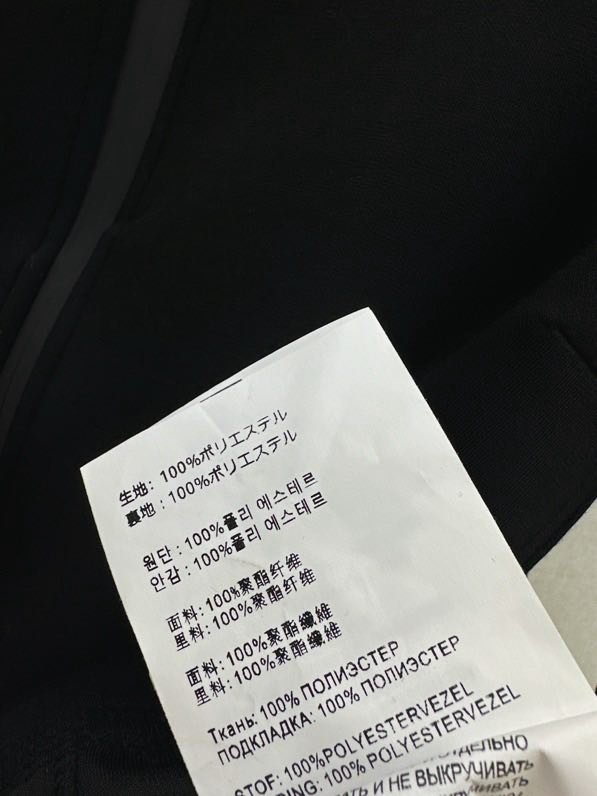 生地: 100%ポリエステル
裏地: 100%ポリエステル
원단: 100%폴리 에스테르
안감: 100%폴리 에스테르
面料: 100%聚酯纤维
里料: 100%聚酯纤维
面料: 100%聚酯纖維
里料: 100%聚酯纖維
Ткань: 100% ПОЛИЭСТЕР
ПОДКЛАДКА: 100% ПОЛИЭСТЕР
STOF: 100%POLYESTERVEZEL
100% POLYESTERVEZEL
И НЕ ВЫКРУЧИВАТЬ